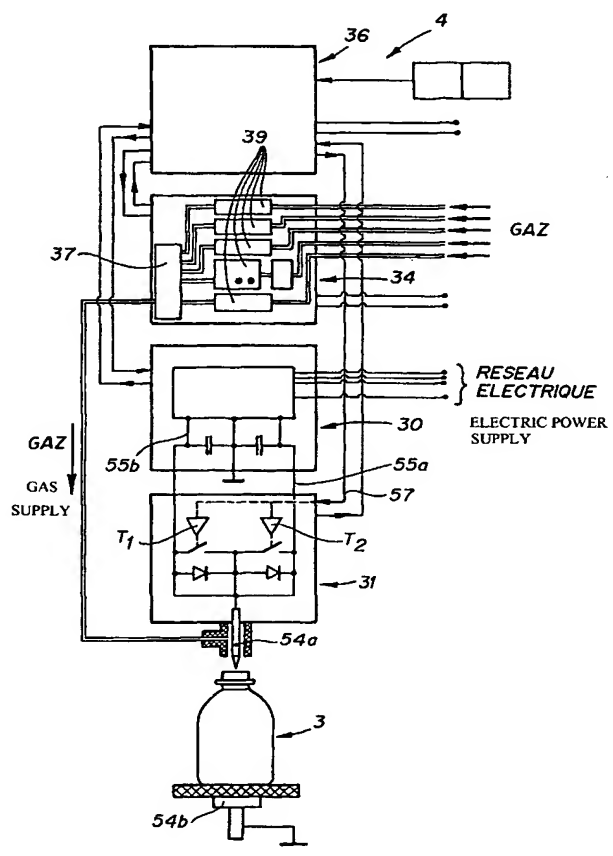 36
4
39
37
GAZ
34
RESEAU
ELECTRIQUE
ELECTRIC POWER
SUPPLY
30
55b
55a
GAZ
GAS
SUPPLY
57
T1
T2
31
54a
3
54b